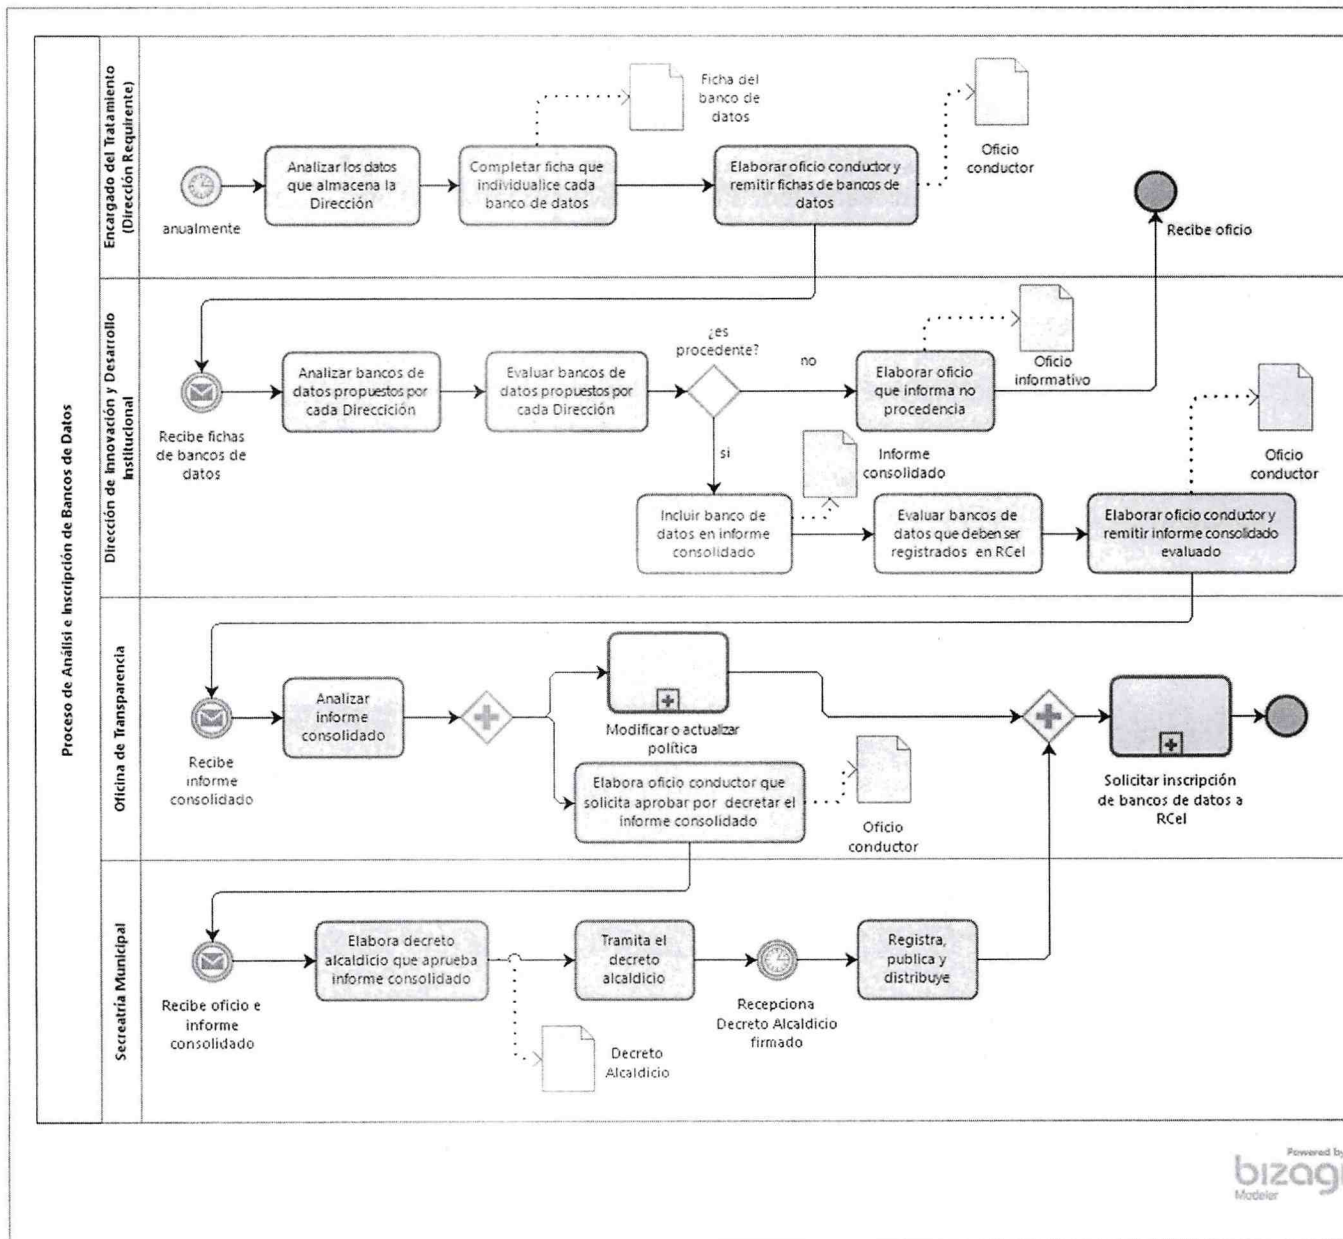 Proceso de Análisi e Inscripción de Bancos de Datos
Encargado del Tratamiento
(Dirección Requirente)
anualmente
Analizar los datos
que almacena la
Dirección
Completar ficha que
individualice cada
banco de datos
Ficha del
banco de
datos
Elaborar oficio conductor y
remitir fichas de bancos de
datos
Oficio
conductor
Recibe oficio
Dirección de Innovación y Desarrollo
Institucional
Recibe fichas
de bancos de
datos
Analizar bancos de
datos propuestos por
cada Direccición
Evaluar bancos de
datos propuestos por
cada Dirección
¿es
procedente?
no
si
Elaborar oficio
que informa no
procedencia
Oficio
informativo
Incluir banco de
datos en informe
consolidado
Informe
consolidado
Evaluar bancos de
datos que deben ser
registrados en RCel
Elaborar oficio conductor y
remitir informe consolidado
evaluado
Oficio
conductor
Oficina de Transparencia
Recibe
informe
consolidado
Analizar
informe
consolidado
Modificar o actualizar
política
Elabora oficio conductor que
solicita aprobar por decretar el
informe consolidado
Oficio
conductor
Solicitar inscripción
de bancos de datos a
RCel
Secreatría Municipal
Recibe oficio e
informe
consolidado
Elabora decreto
alcaldicio que aprueba
informe consolidado
Decreto
Alcaldicio
Tramita el
decreto
alcaldicio
Recepciona
Decreto Alcaldicio
firmado
Registra,
publica y
distribuye
Powered by
bizagi
Modeler